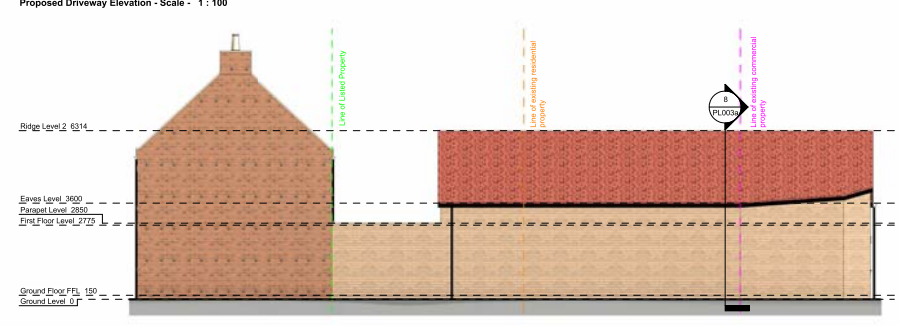 Proposed Driveway Elevation - Scale - 1 : 100
Line of Listed Property
Line of existing residential
property
Line of existing commercial
property
8
PL003a
Ridge Level 2 6314
Eaves Level 3600
Parapet Level 2850
First Floor Level 2775
Ground Floor FFL 150
Ground Level 0